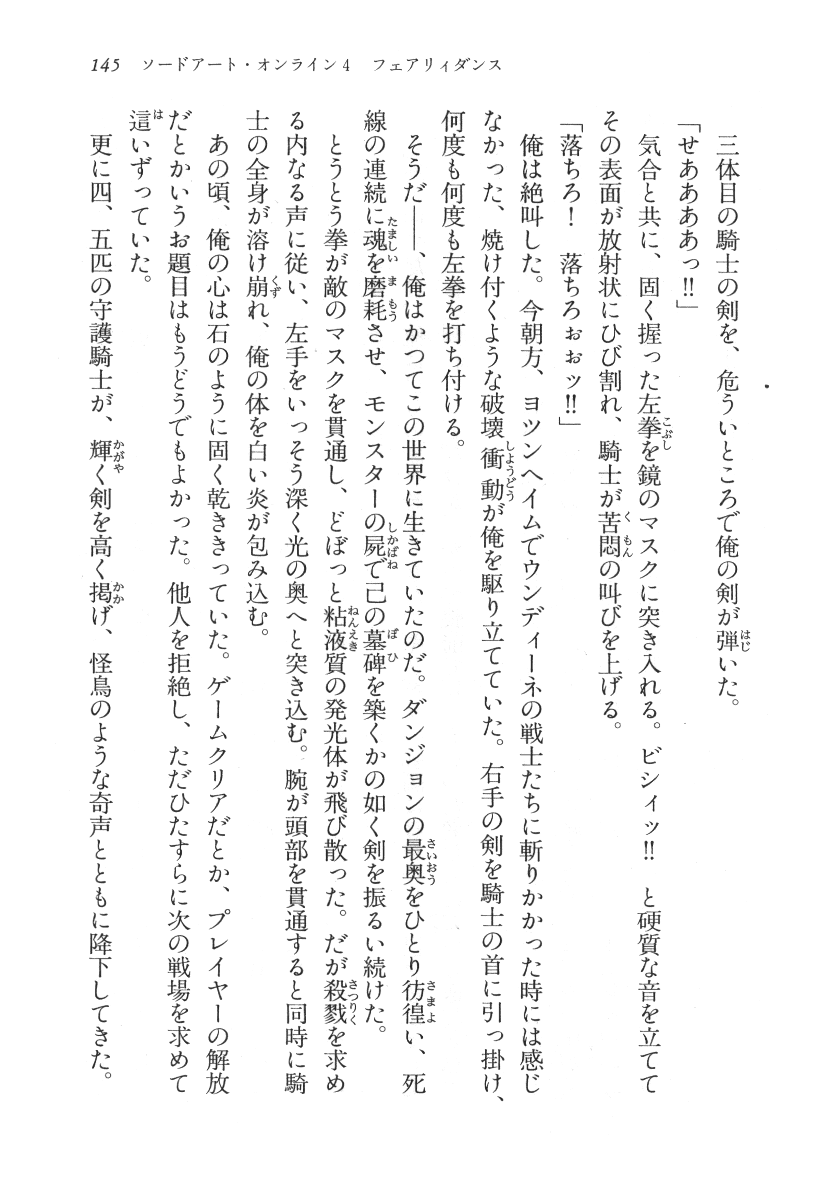 145　ソードアート・オンライン4　フェアリィダンス
三体目の騎士の剣を、危ういところで俺の剣が弾いた。
「せああああっ!!」
気合と共に、固く握った左拳を鏡のマスクに突き入れる。ビシィッ!!　と硬質な音を立てて
その表面が放射状にひび割れ、騎士が苦悶の叫びを上げる。
「落ちろ！　落ちろぉぉッ!!」
俺は絶叫した。今朝方、ヨツンヘイムでウンディーネの戦士たちに斬りかかった時には感じ
なかった、焼け付くような破壊衝動が俺を駆り立てていた。右手の剣を騎士の首に引っ掛け、
何度も何度も左拳を打ち付ける。
そうだ――、俺はかつてこの世界に生きていたのだ。ダンジョンの最奥をひとり彷徨い、死
線の連続に魂を磨耗させ、モンスターの屍で己の墓碑を築くかの如く剣を振るい続けた。
とうとう拳が敵のマスクを貫通し、どぼっと粘液質の発光体が飛び散った。だが殺戮を求め
る内なる声に従い、左手をいっそう深く光の奥へと突き込む。腕が頭部を貫通すると同時に騎
士の全身が溶け崩れ、俺の体を白い炎が包み込む。
あの頃、俺の心は石のように固く乾ききっていた。ゲームクリアだとか、プレイヤーの解放
だとかいうお題目はもうどうでもよかった。他人を拒絶し、ただひたすらに次の戦場を求めて
這いずっていた。
更に四、五匹の守護騎士が、輝く剣を高く掲げ、怪鳥のような奇声とともに降下してきた。